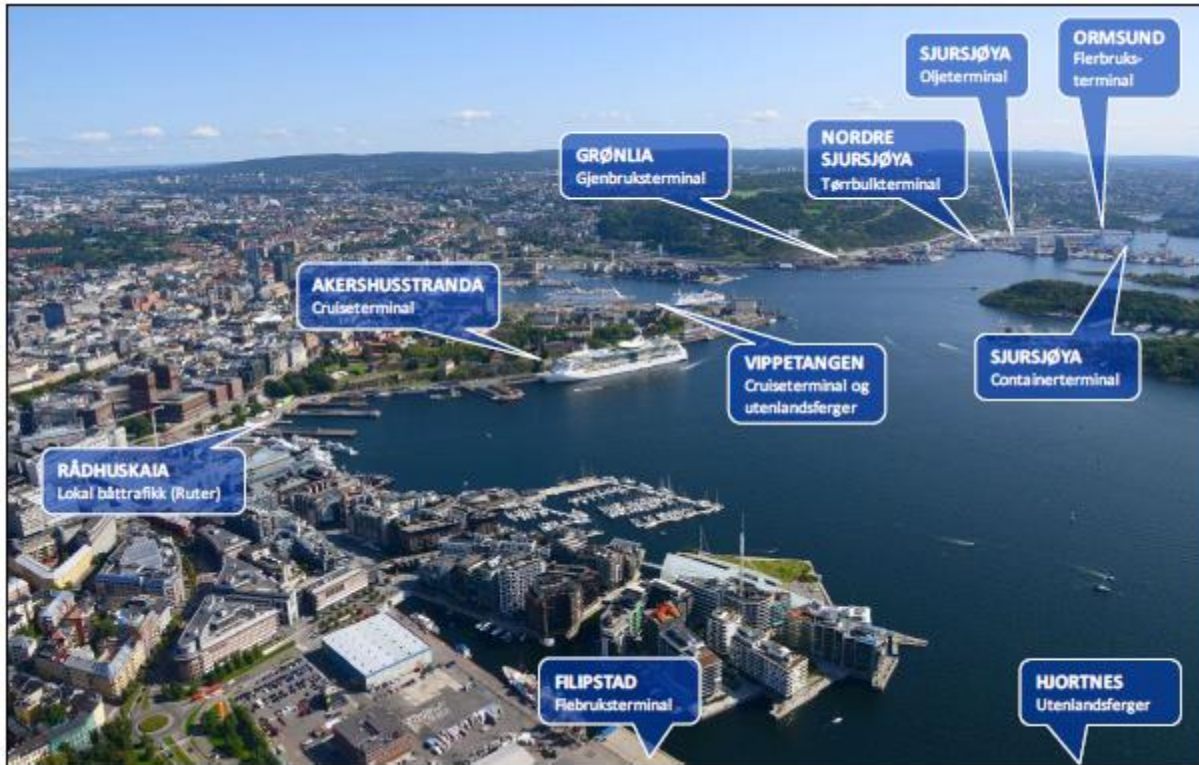 SJURSJØYA
Oljeterminal
ORMSUND
Flerbruks-
terminal
GRØNLIA
Gjenbruksterminal
NORDRE
SJURSJØYA
Tørrbulkterminal
AKERSHUSSTRANDA
Cruiseterminal
VIPPETANGEN
Cruiseterminal og
utenlandsferger
SJURSJØYA
Containerterminal
RÅDHUSKAIA
Lokal båttrafikk (Ruter)
FILIPSTAD
Flebruksterminal
HJORTNES
Utenlandsferger